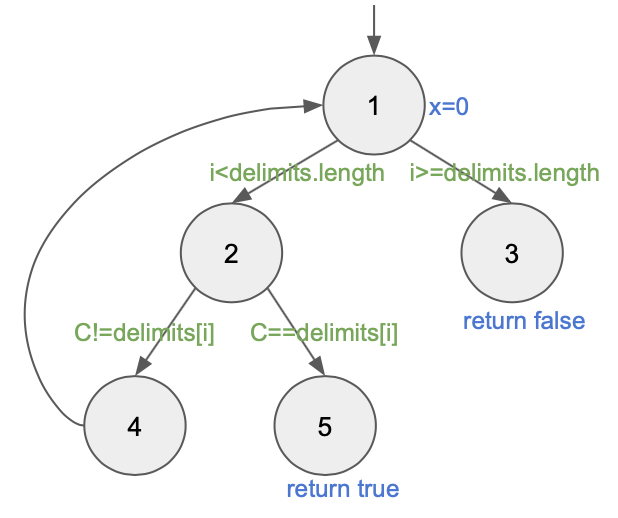 1
x=0
i<delimits.length
i>=delimits.length
2
3
return false
C!=delimits[i]
C==delimits[i]
4
5
return true